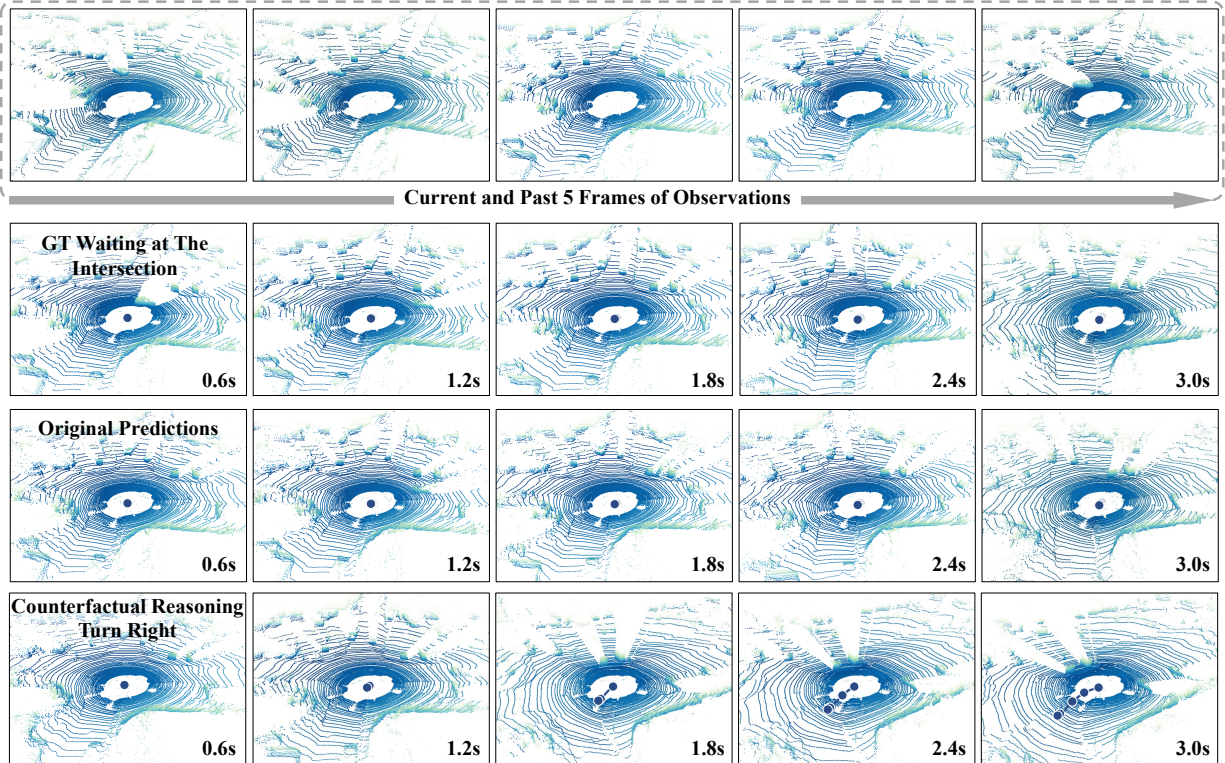 Current and Past 5 Frames of Observations
GT Waiting at The
Intersection
0.6s
1.2s
1.8s
2.4s
3.0s
Original Predictions
0.6s
1.2s
1.8s
2.4s
3.0s
Counterfactual Reasoning
Turn Right
0.6s
1.2s
1.8s
2.4s
3.0s